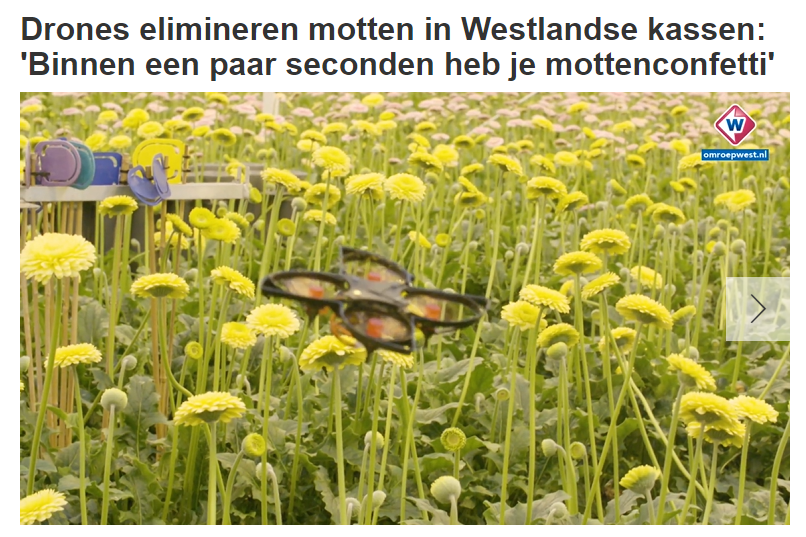 Drones elimineren motten in Westlandse kassen:
'Binnen een paar seconden heb je mottenconfetti'
W
omroepwest.nl